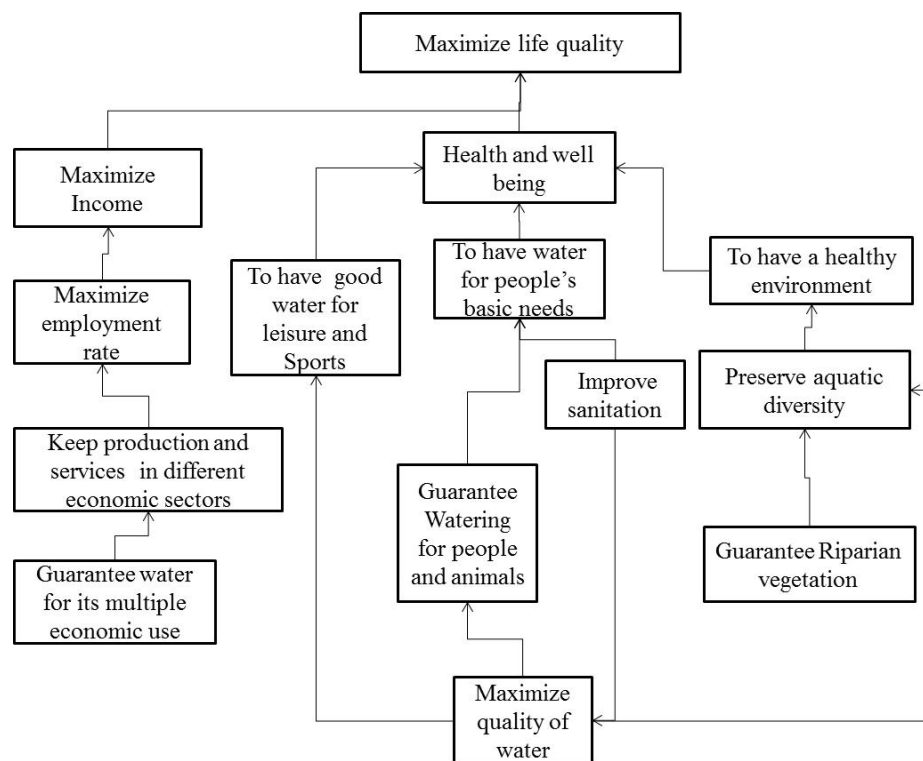 Maximize life quality
Health and well
being
Maximize
Income
To have water
for people's
basic needs
To have a healthy
environment
To have good
water for
leisure and
Sports
Maximize
employment
rate
Improve
sanitation
Preserve aquatic
diversity
Keep production and
services in different
economic sectors
Guarantee
Watering
for people
and animals
Guarantee Riparian
vegetation
Guarantee water
for its multiple
economic use
Maximize
quality of
water